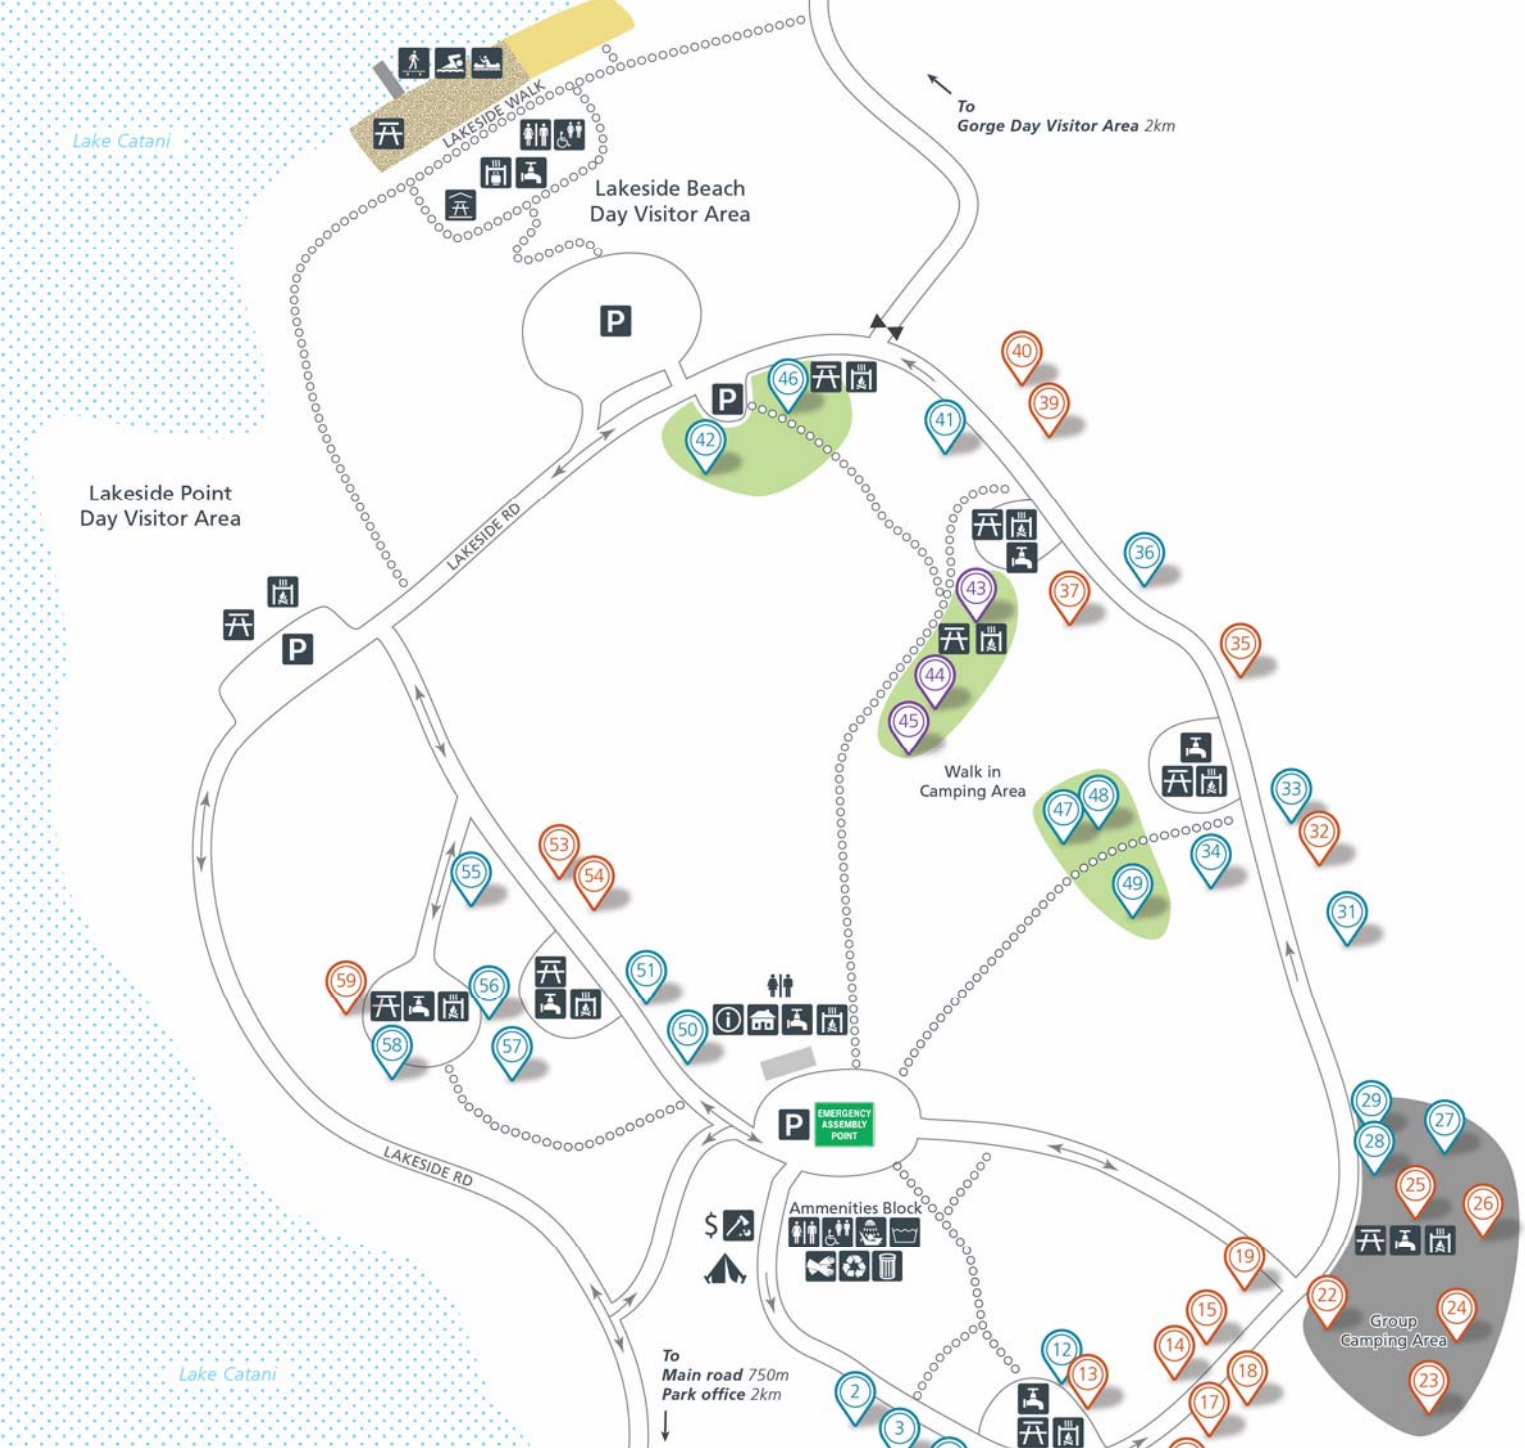 To
Gorge Day Visitor Area 2km
Lake Catani
LAKESIDE WALK
Lakeside Beach
Day Visitor Area
P
40
46
39
P
41
42
Lakeside Point
Day Visitor Area
LAKESIDE RD
36
43
37
P
35
44
45
Walk in
Camping Area
33
48
47
32
53
34
55
54
49
31
51
59
56
i
50
58
57
29
27
P
EMERGENCY
ASSEMBLY
POINT
28
LAKESIDE RD
25
26
$
Ammenities Block
19
22
15
24
Group
Camping Area
14
12
Lake Catani
To
Main road 750m
Park office 2km
13
18
23
2
17
3